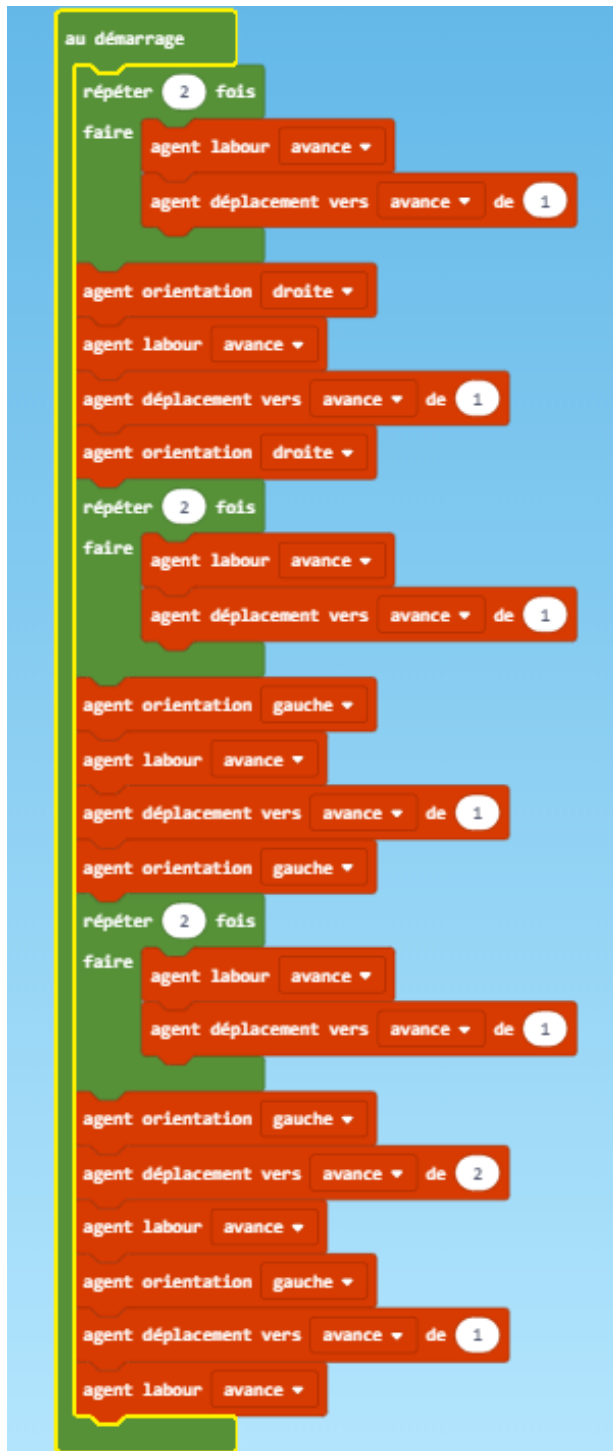 au démarrage
répéter 2 fois
faire
agent labour avance
agent déplacement vers avance de 1
agent orientation droite
agent labour avance
agent déplacement vers avance de 1
agent orientation droite
répéter 2 fois
faire
agent labour avance
agent déplacement vers avance de 1
agent orientation gauche
agent labour avance
agent déplacement vers avance de 1
agent orientation gauche
répéter 2 fois
faire
agent labour avance
agent déplacement vers avance de 1
agent orientation gauche
agent déplacement vers avance de 2
agent labour avance
agent orientation gauche
agent déplacement vers avance de 1
agent labour avance